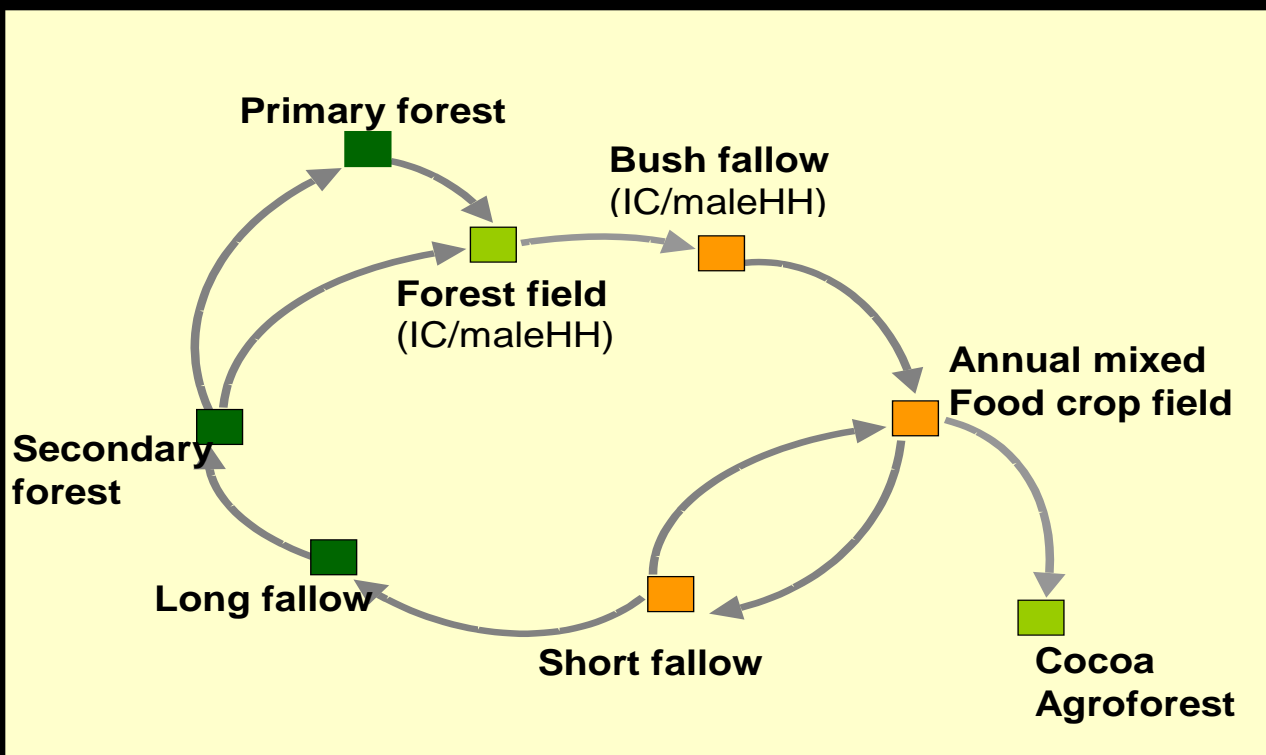 Primary forest
Bush fallow
(IC/maleHH)
Forest field
(IC/maleHH)
Annual mixed
Food crop field
Secondary
forest
Long fallow
Short fallow
Cocoa
Agroforest